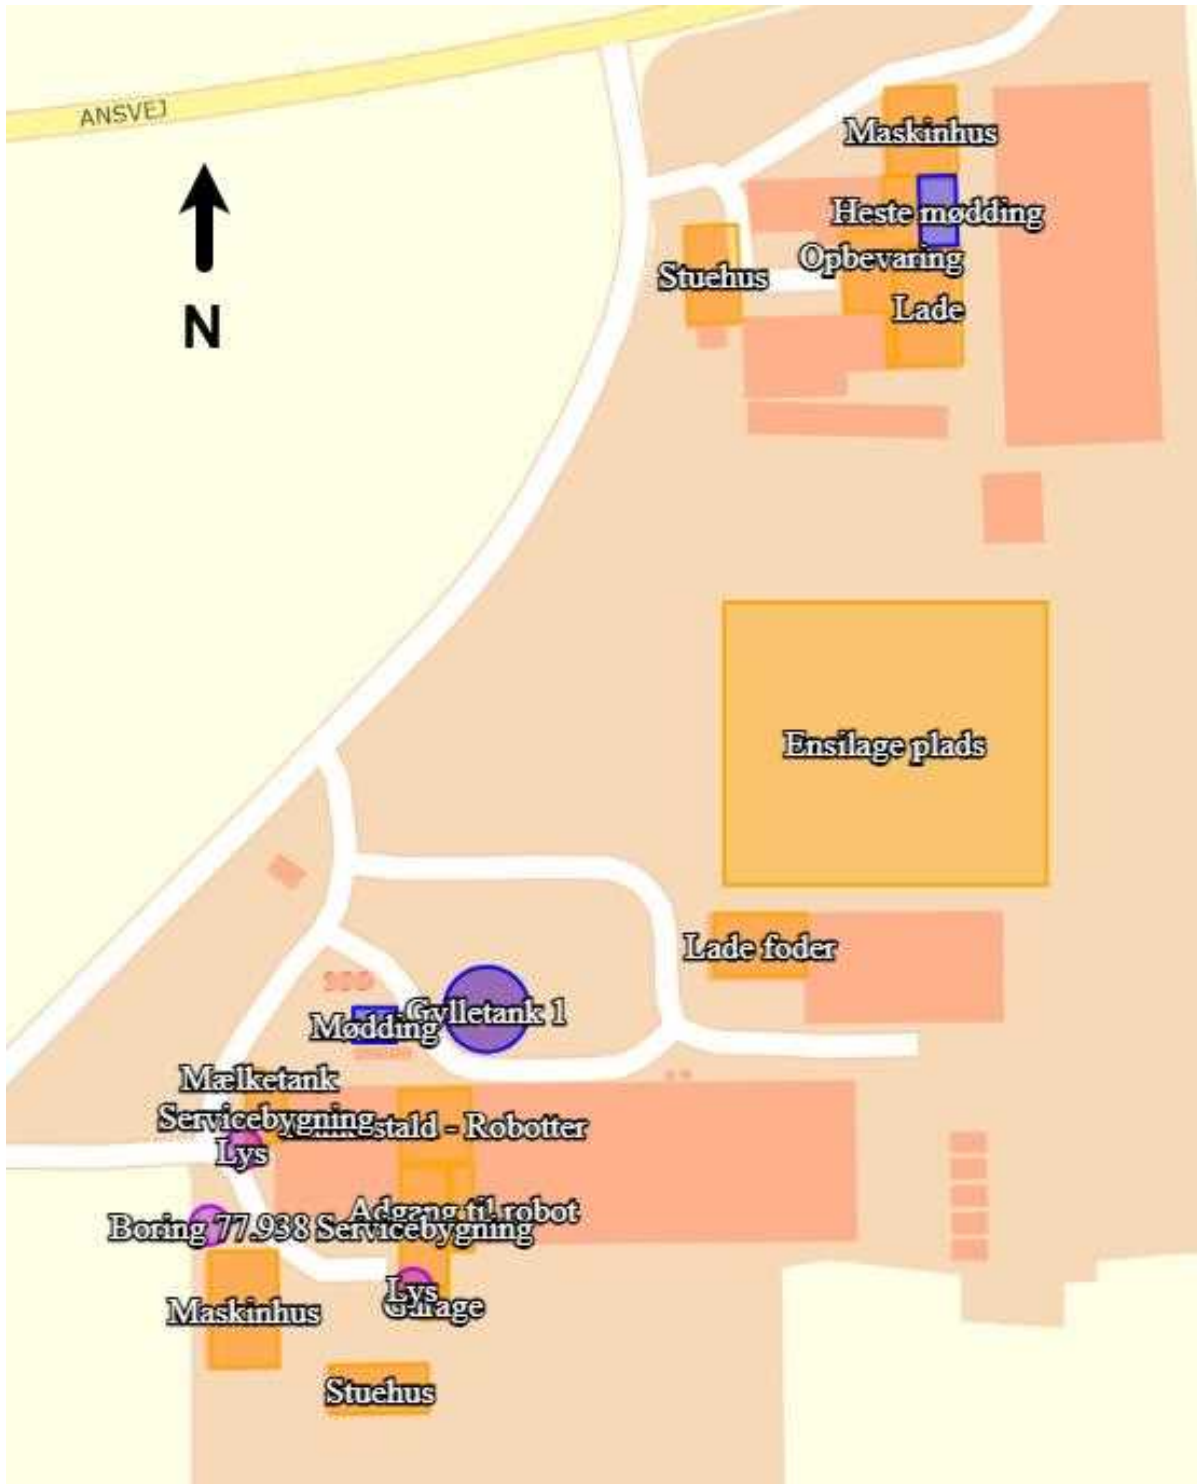 ANSVEJ
Maskinhus
N
Heste mødding
Opbevaring
Stuehus
Lade
Ensilage plads
Lade foder
Gylletank 1
Mødding
Mælketank
Servicebygning
stald - Robotter
Lys
Adgang til robot
Boring 77.938 Servicebygning
Lys
Garage
Maskinhus
Stuehus